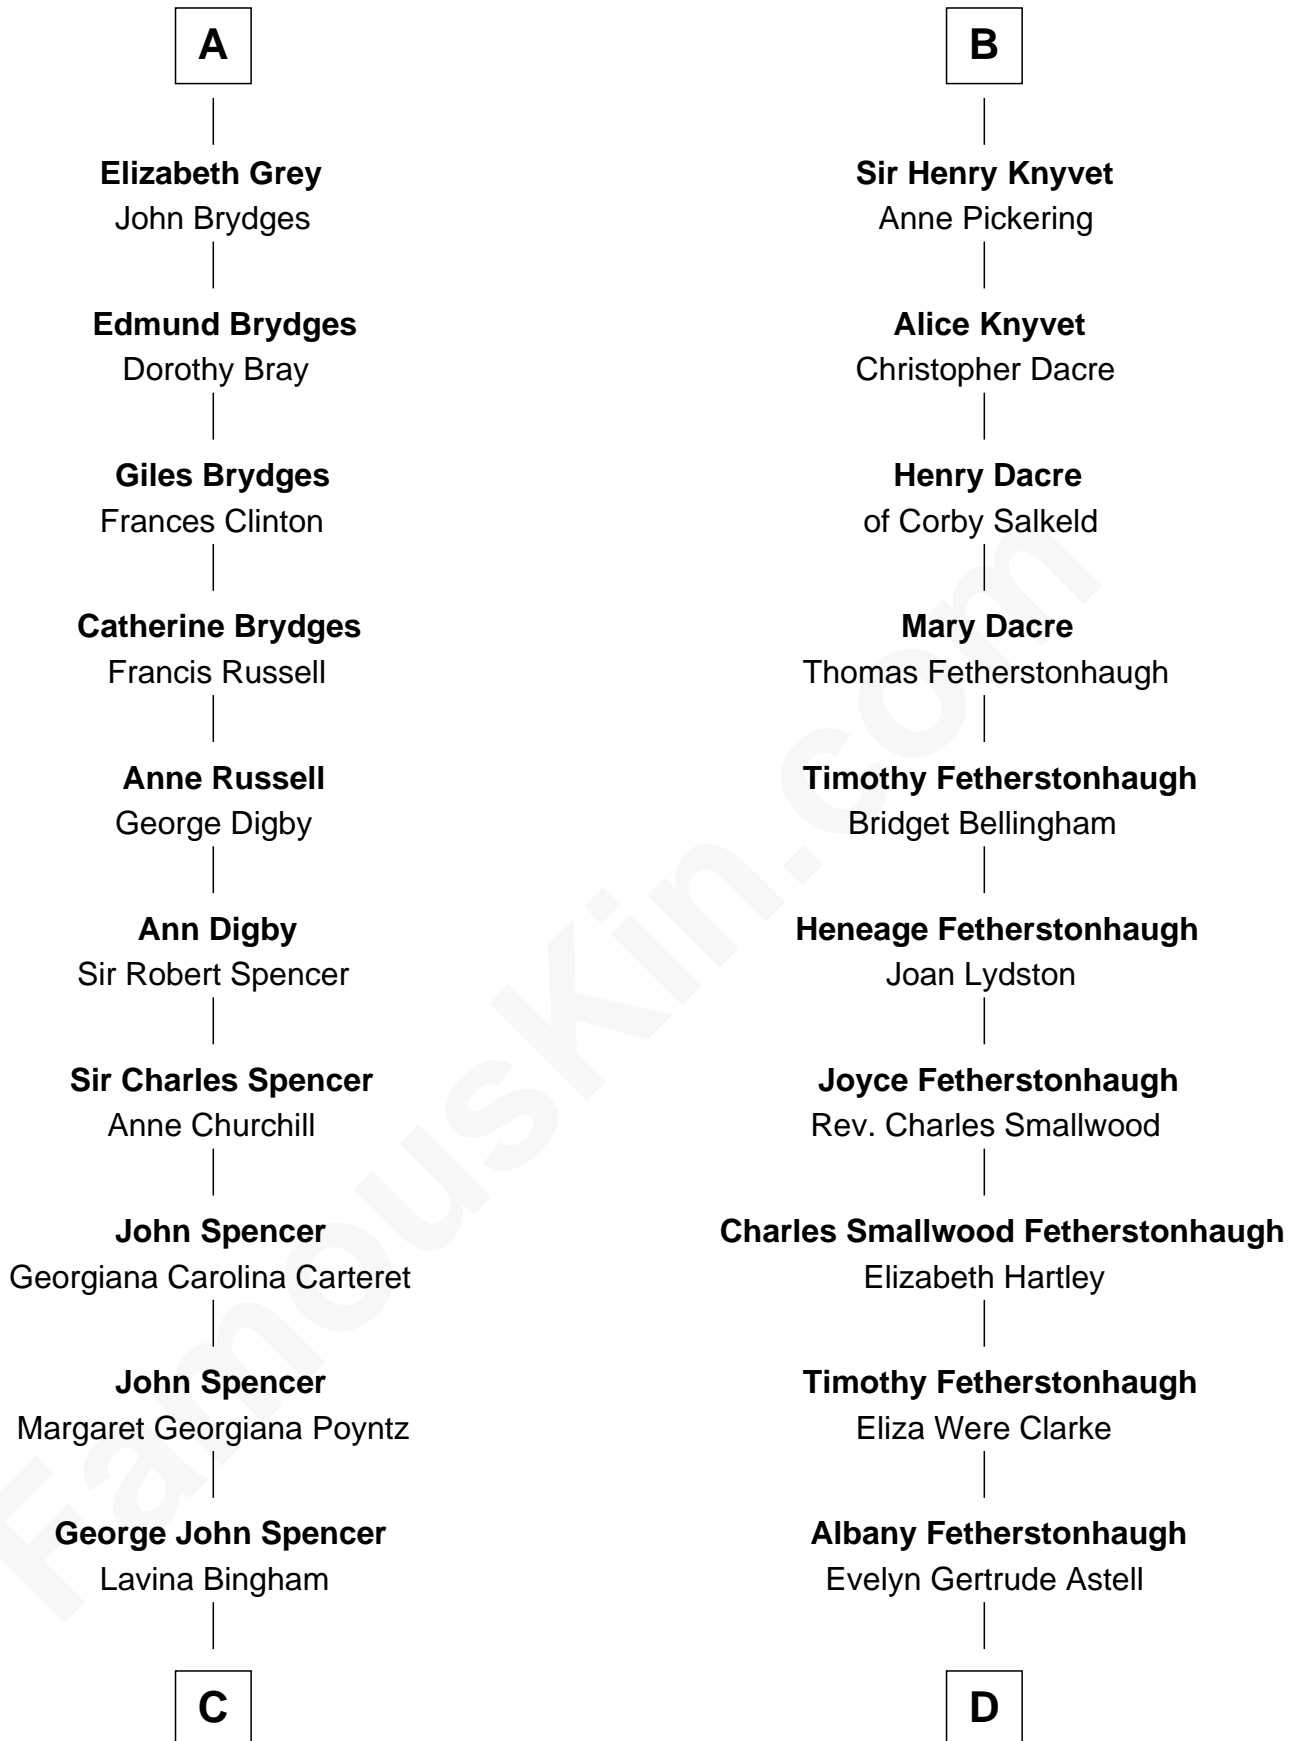 A
Elizabeth Grey
John Brydges
Edmund Brydges
Dorothy Bray
Giles Brydges
Frances Clinton
Catherine Brydges
Francis Russell
Anne Russell
George Digby
Ann Digby
Sir Robert Spencer
Sir Charles Spencer
Anne Churchill
John Spencer
Georgiana Carolina Carteret
John Spencer
Margaret Georgiana Poyntz
George John Spencer
Lavina Bingham
C
B
Sir Henry Knyvet
Anne Pickering
Alice Knyvet
Christopher Dacre
Henry Dacre
of Corby Salkeld
Mary Dacre
Thomas Fetherstonhaugh
Timothy Fetherstonhaugh
Bridget Bellingham
Heneage Fetherstonhaugh
Joan Lydston
Joyce Fetherstonhaugh
Rev. Charles Smallwood
Charles Smallwood Fetherstonhaugh
Elizabeth Hartley
Timothy Fetherstonhaugh
Eliza Were Clarke
Albany Fetherstonhaugh
Evelyn Gertrude Astell
D
FamousKin.com